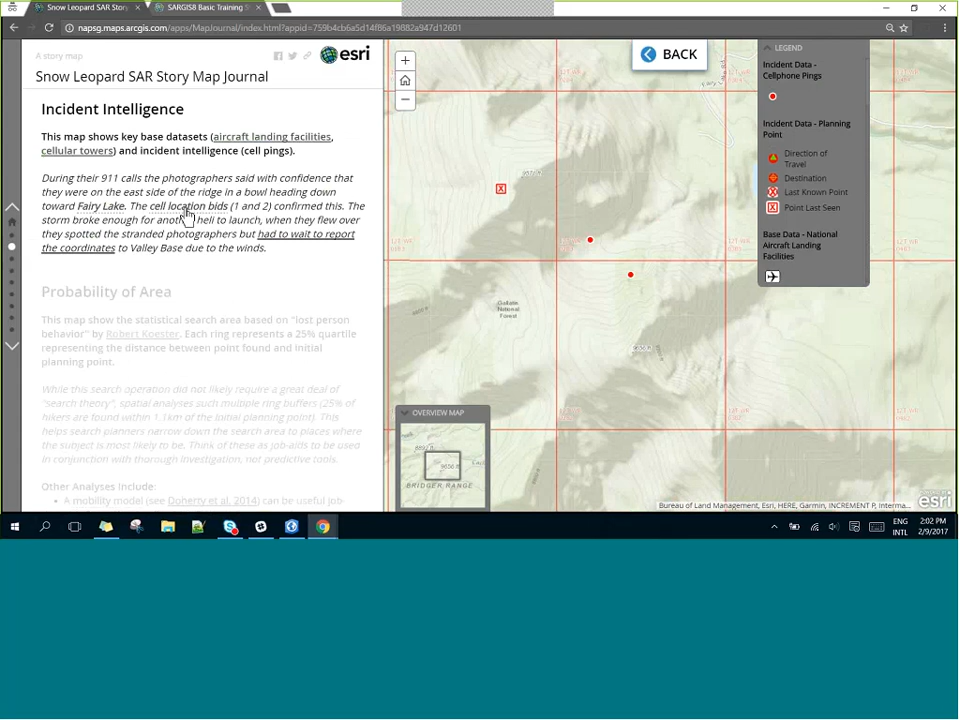 Snow Leopard SAR Story
SARGIS8 Basic Training S
napsg.maps.arcgis.com/apps/MapJournal/index.html?appid=759b4cb6a5d14f86a19882a947d12601
A story map
esri
Snow Leopard SAR Story Map Journal
Incident Intelligence
This map shows key base datasets (aircraft landing facilities,
cellular towers) and incident intelligence (cell pings).
During their 911 calls the photographers said with confidence that
they were on the east side of the ridge in a bowl heading down
toward Fairy Lake. The cell location bids (1 and 2) confirmed this. The
storm broke enough for another heli to launch, when they flew over
they spotted the stranded photographers but had to wait to report
the coordinates to Valley Base due to the winds.
Probability of Area
This map show the statistical search area based on "lost person
behavior" by Robert Koester. Each ring represents a 25% quartile
representing the distance between point found and initial
planning point.
While this search operation did not likely require a great deal of
"search theory", spatial analyses such multiple ring buffers (25% of
hikers are found within 1.1km of the initial planning point). This
helps search planners narrow down the search area to places where
the subject is most likely to be. Think of these as job-aids to be used
in conjunction with thorough investigation, not predictive tools.
Other Analyses Include:
• A mobility modal (see Doherty et al. 2014) can be useful job
BACK
LEGEND
Incident Data -
Cellphone Pings
Incident Data - Planning
Point
Direction of
Travel
Destination
Last Known Point
Point Last Seen
Base Data - National
Aircraft Landing
Facilities
Gallatin
National
Forest
OVERVIEW MAP
BRIDGER RANGE
Bureau of Land Management, Esri, HERE, Garmin, INCREMENT P, Interma...
esri
ENG
INTL
2:02 PM
2/9/2017